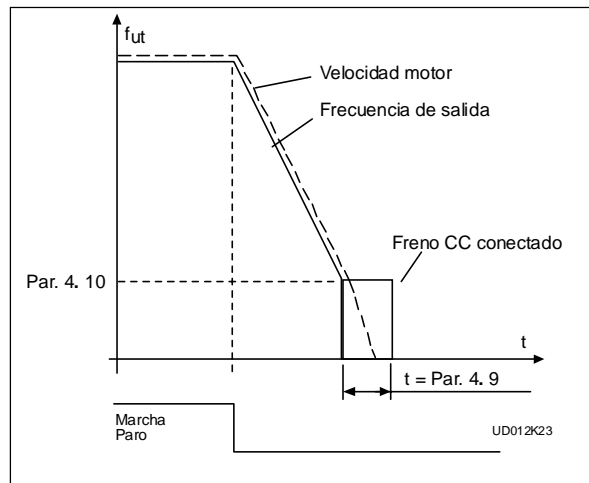 fut
Velocidad motor
Frecuencia de salida
Freno CC conectado
Par. 4. 10
t
t = Par. 4. 9
Marcha
Paro
UD012K23